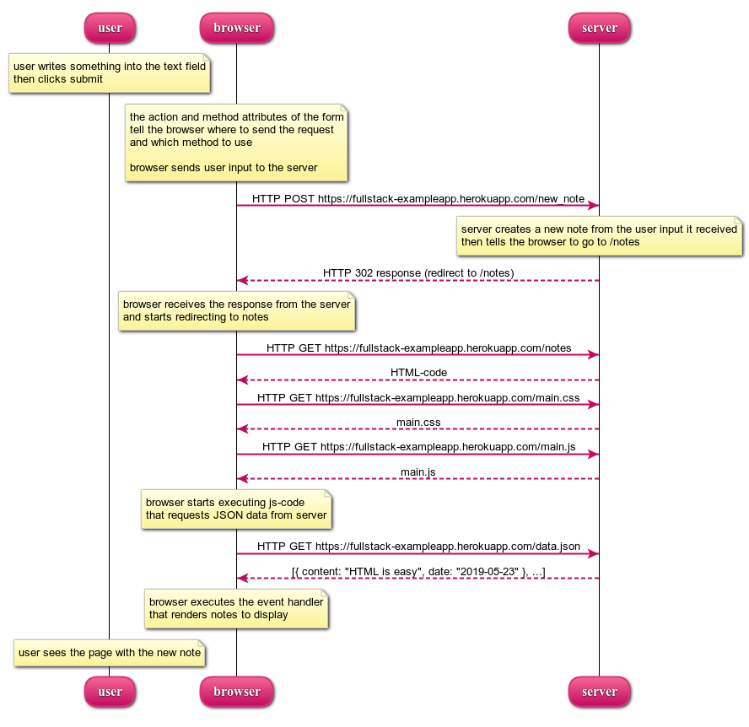 user browser server
user writes something into the text field
then clicks submit
the action and method attributes of the form
tell the browser where to send the request
and which method to use
browser sends user input to the server
HTTP POST https://fullstack-exampleapp.herokuapp.com/new_note
server creates a new note from the user input it received
then tells the browser to go to /notes
HTTP 302 response (redirect to /notes)
browser receives the response from the server
and starts redirecting to notes
HTTP GET https://fullstack-exampleapp.herokuapp.com/notes
HTML-code
HTTP GET https://fullstack-exampleapp.herokuapp.com/main.css
main.css
HTTP GET https://fullstack-exampleapp.herokuapp.com/main.js
main.js
browser starts executing js-code
that requests JSON data from server
HTTP GET https://fullstack-exampleapp.herokuapp.com/data.json
[{ content: "HTML is easy", date: "2019-05-23" }, ...]
browser executes the event handler
that renders notes to display
user sees the page with the new note
user browser server